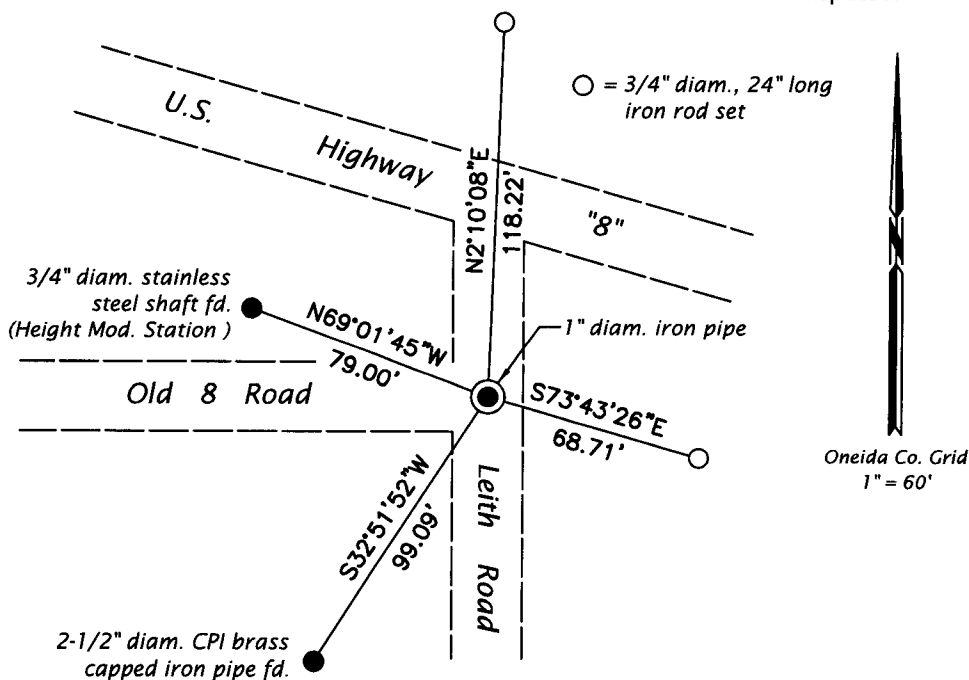 = 3/4" diam., 24" long
iron rod set
U.S.
Highway
"8"
N2°10'08"E
118.22'
3/4" diam. stainless
steel shaft fd.
(Height Mod. Station )
N69°01'45"W
79.00'
1" diam. iron pipe
Old 8 Road
S73°43'26"E
68.71'
N
Oneida Co. Grid
1" = 60'
S32°51'52"W
99.09'
Leith Road
2-1/2" diam. CPI brass
capped iron pipe fd.